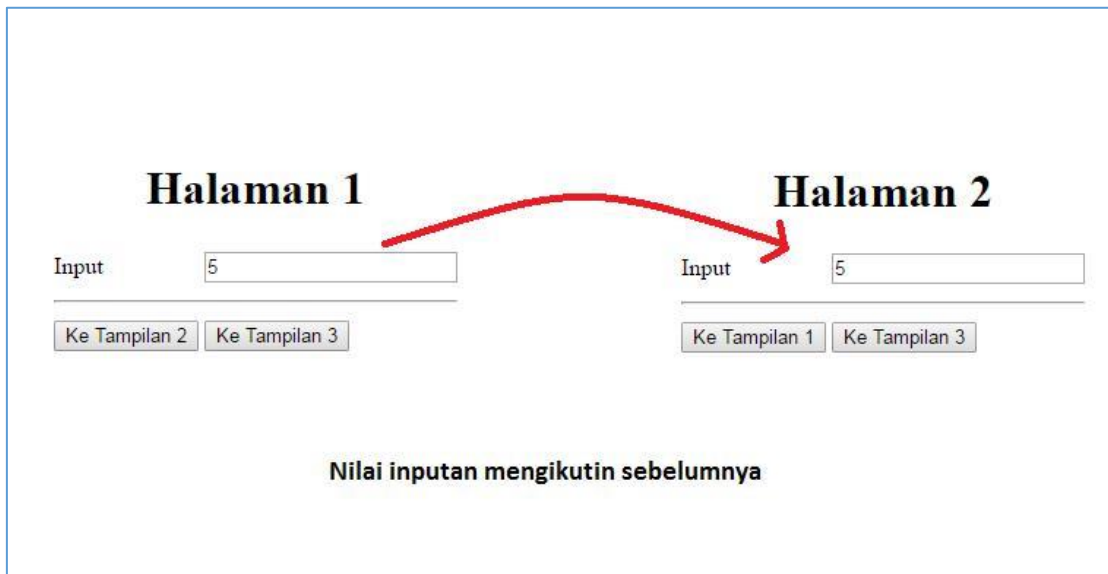 Halaman 1
Input 5
Ke Tampilan 2 Ke Tampilan 3
Halaman 2
Input 5
Ke Tampilan 1 Ke Tampilan 3
Nilai inputan mengikutin sebelumnya